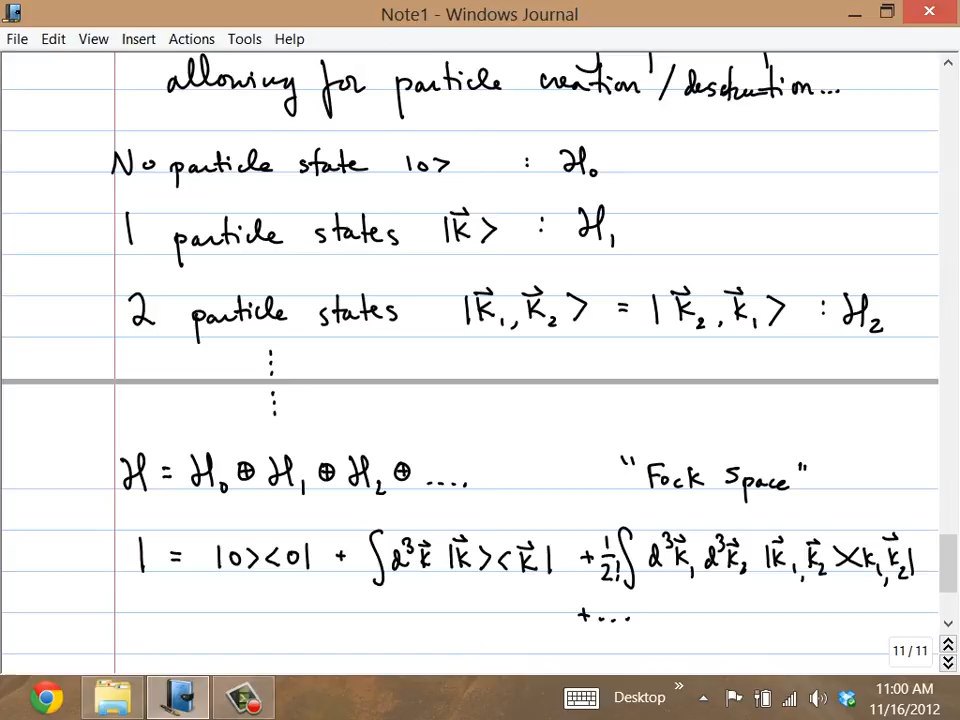 Note1 - Windows Journal
File Edit View Insert Actions Tools Help
allowing for particle creation / destruction...
No particle state |0> : ℋ₀
1 particle states |k⃗> : ℋ₁
2 particle states |k⃗₁, k⃗₂> = |k⃗₂, k⃗₁> : ℋ₂
⋮
⋮
ℋ = ℋ₀ ⊕ ℋ₁ ⊕ ℋ₂ ⊕ .... "Fock space"
1 = |0><0| + ∫d³k⃗ |k⃗><k⃗| + 1/2! ∫ d³k⃗₁ d³k⃗₂ |k⃗₁, k⃗₂><k₁, k⃗₂|
+...
11 / 11
Desktop » 11:00 AM
11/16/2012